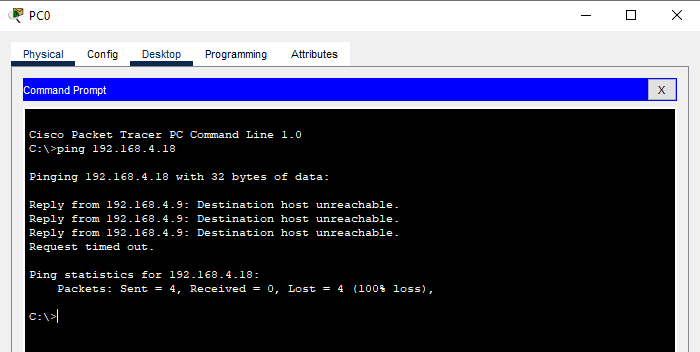 PC0
Physical Config Desktop Programming Attributes
Command Prompt X
Cisco Packet Tracer PC Command Line 1.0
C:\>ping 192.168.4.18
Pinging 192.168.4.18 with 32 bytes of data:
Reply from 192.168.4.9: Destination host unreachable.
Reply from 192.168.4.9: Destination host unreachable.
Reply from 192.168.4.9: Destination host unreachable.
Request timed out.
Ping statistics for 192.168.4.18:
    Packets: Sent = 4, Received = 0, Lost = 4 (100% loss),
C:\>